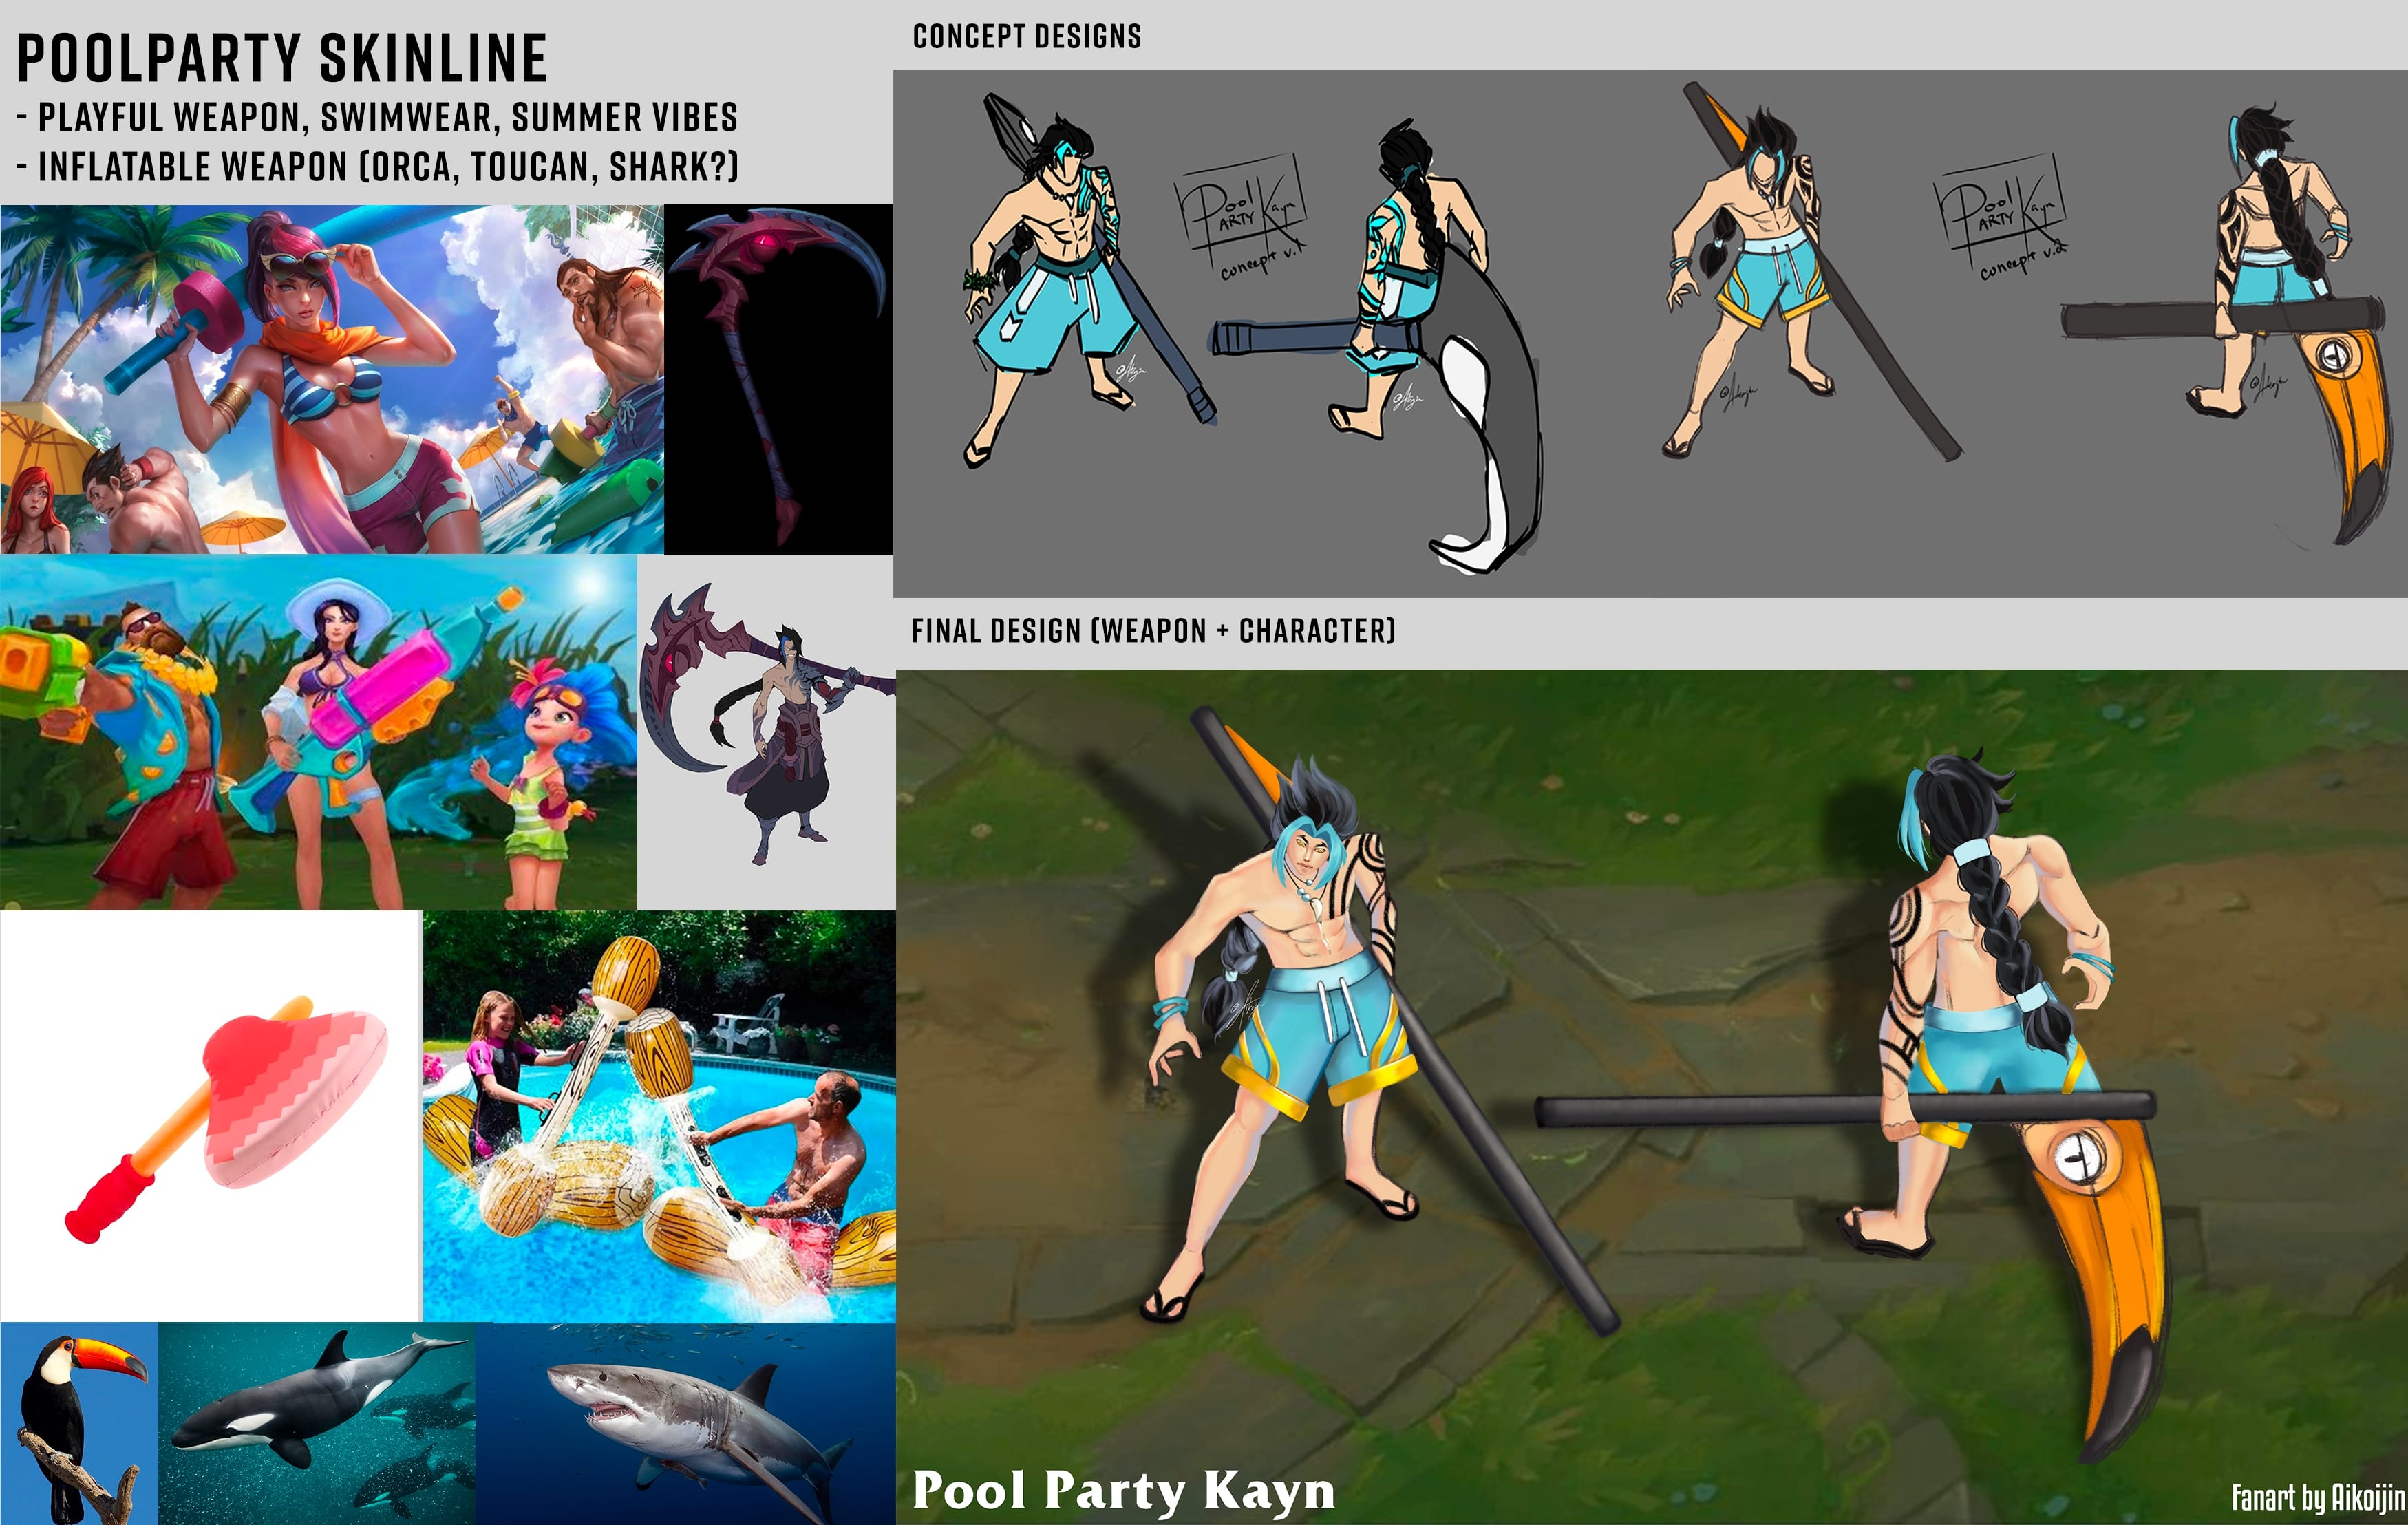 POOLPARTY SKINLINE
- PLAYFUL WEAPON, SWIMWEAR, SUMMER VIBES
- INFLATABLE WEAPON (ORCA, TOUCAN, SHARK?)
CONCEPT DESIGNS
Pool
PARTY Kayn
concept v.1
Pool
PARTY Kayn
concept v.2
FINAL DESIGN (WEAPON + CHARACTER)
Pool Party Kayn
Fanart by Aikoijin